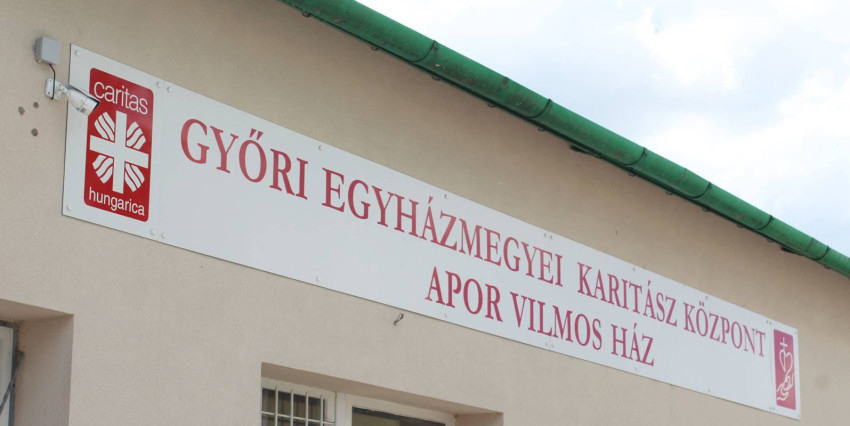 caritas
hungarica
GYŐRI EGYHÁZMEGYEI KARITÁSZ KÖZPONT
APOR VILMOS HÁZ